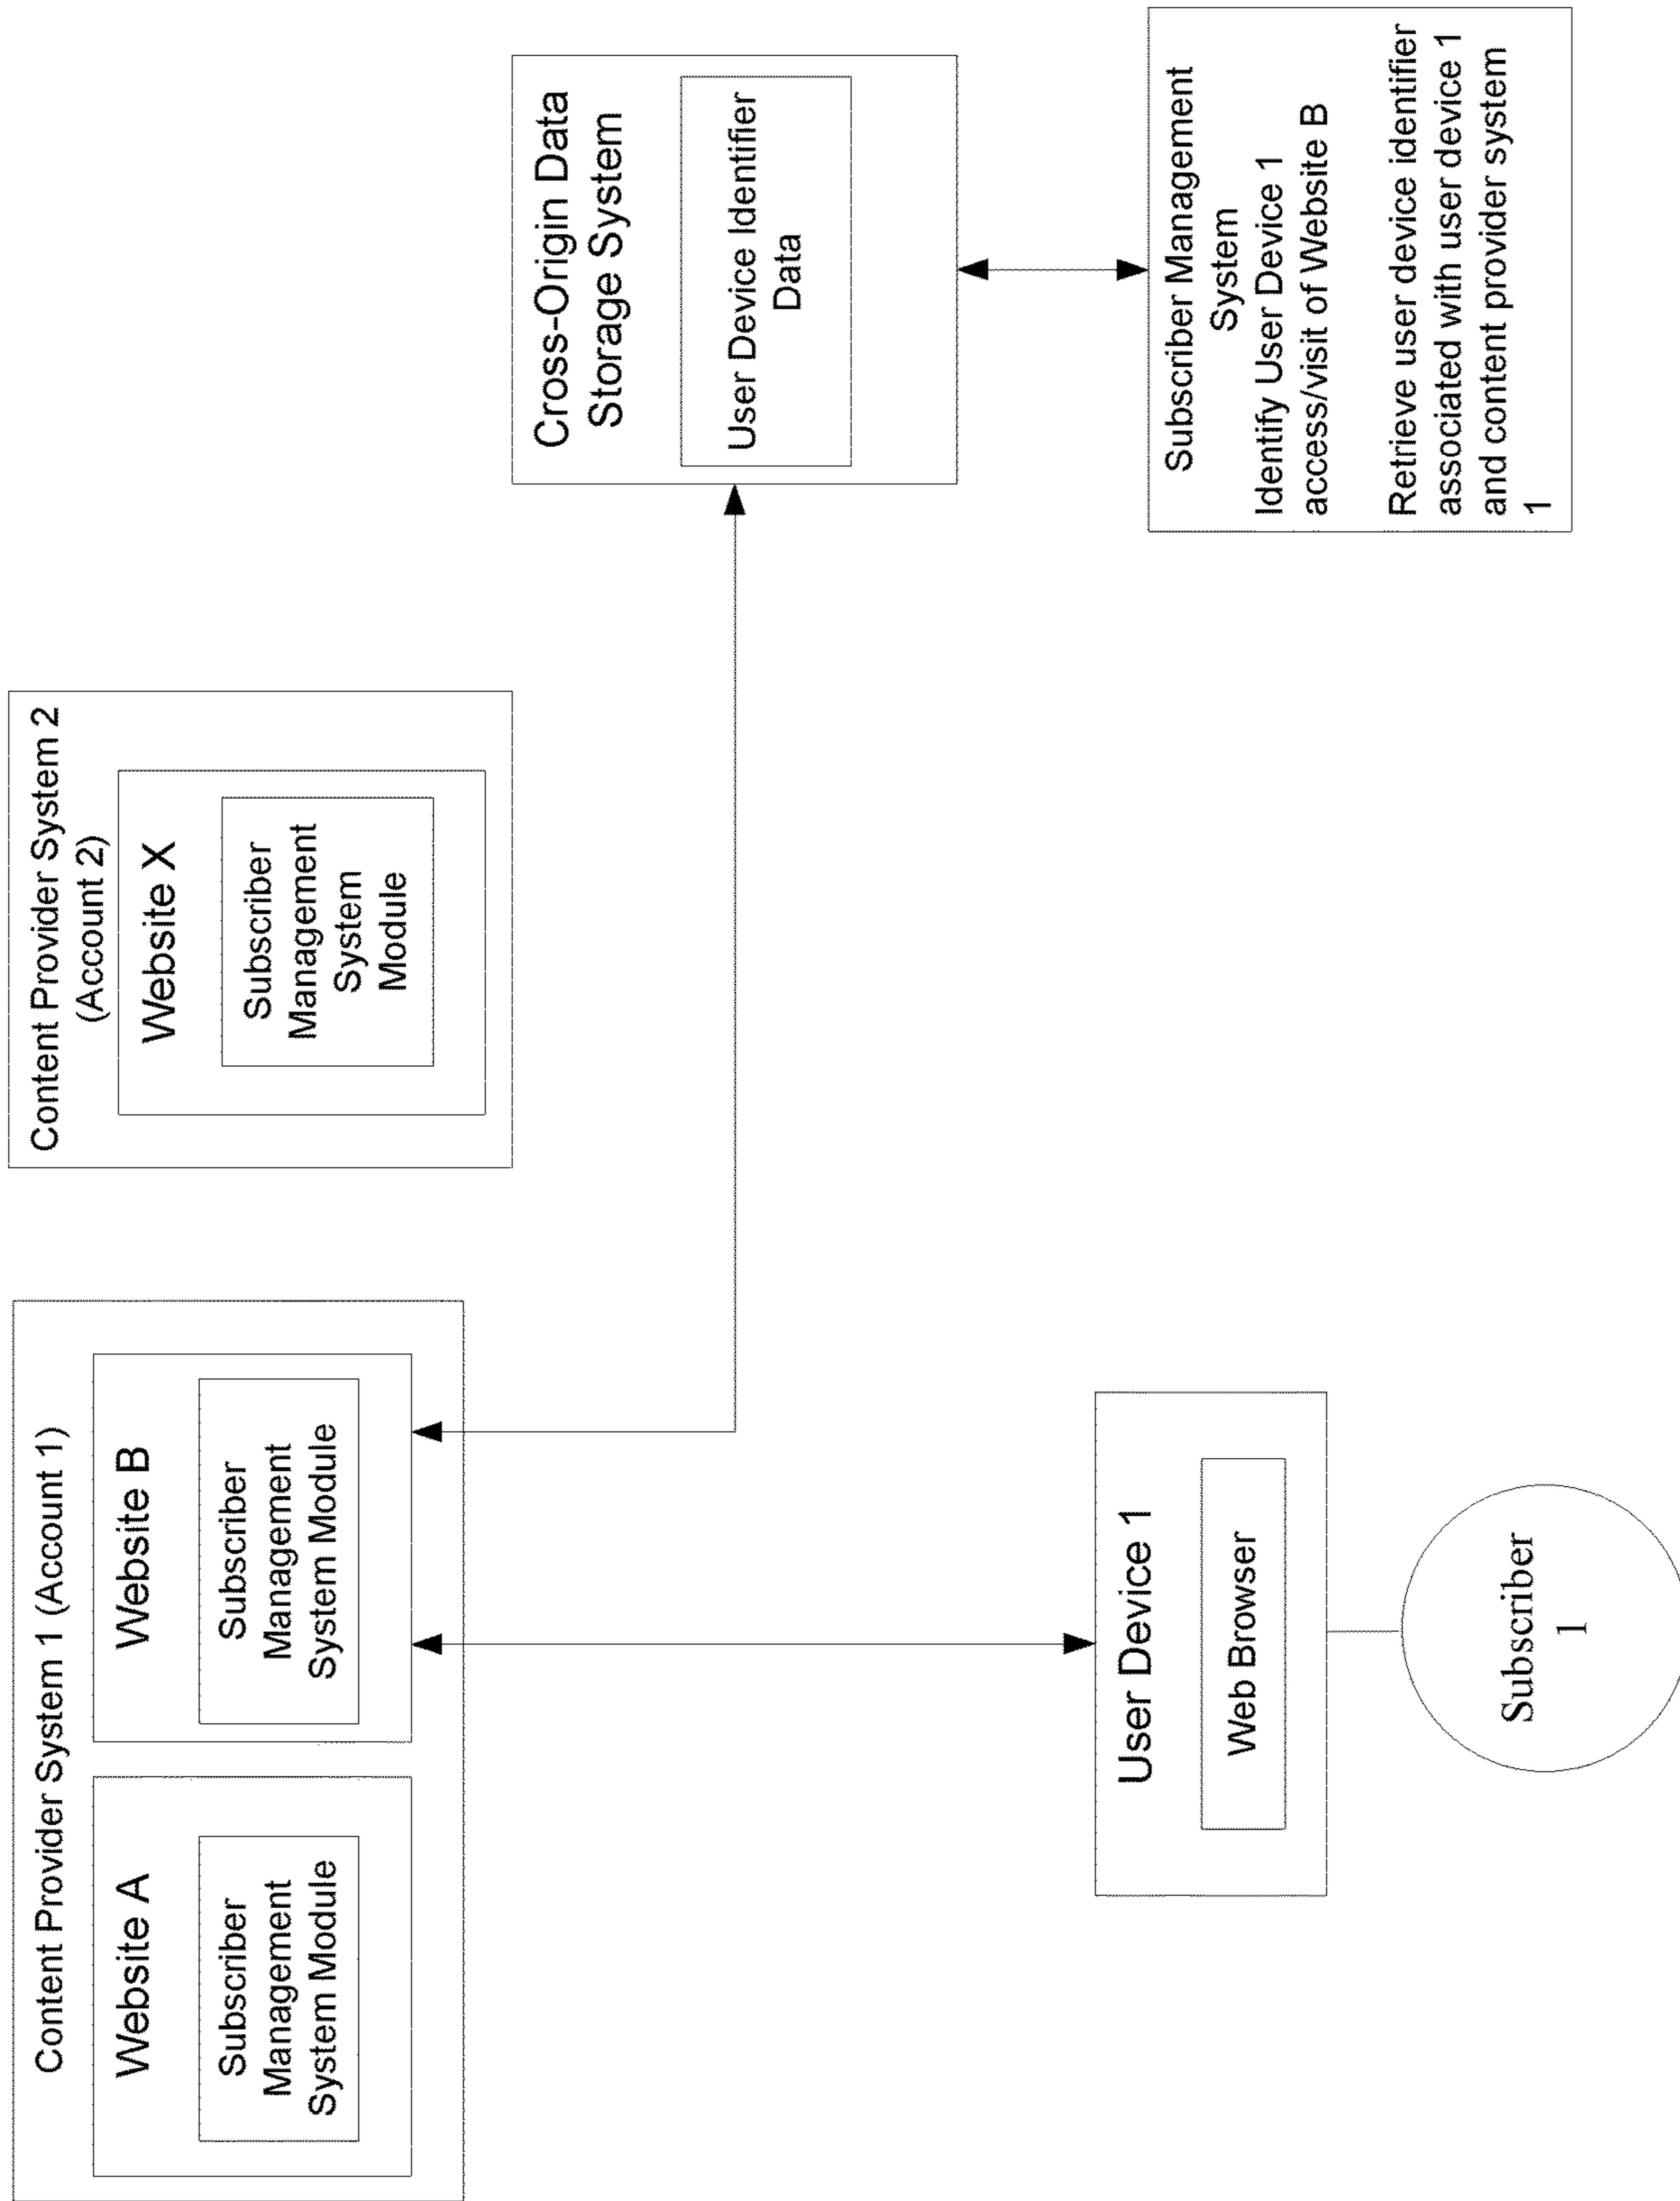 Content Provider System 1 (Account 1)
Website A
Subscriber
Management
System Module
Website B
Subscriber
Management
System Module
Content Provider System 2
(Account 2)
Website X
Subscriber
Management
System
Module
Cross-Origin Data
Storage System
User Device Identifier
Data
User Device 1
Web Browser
Subscriber
1
Subscriber Management
System
Identify User Device 1
access/visit of Website B
Retrieve user device identifier
associated with user device 1
and content provider system
1